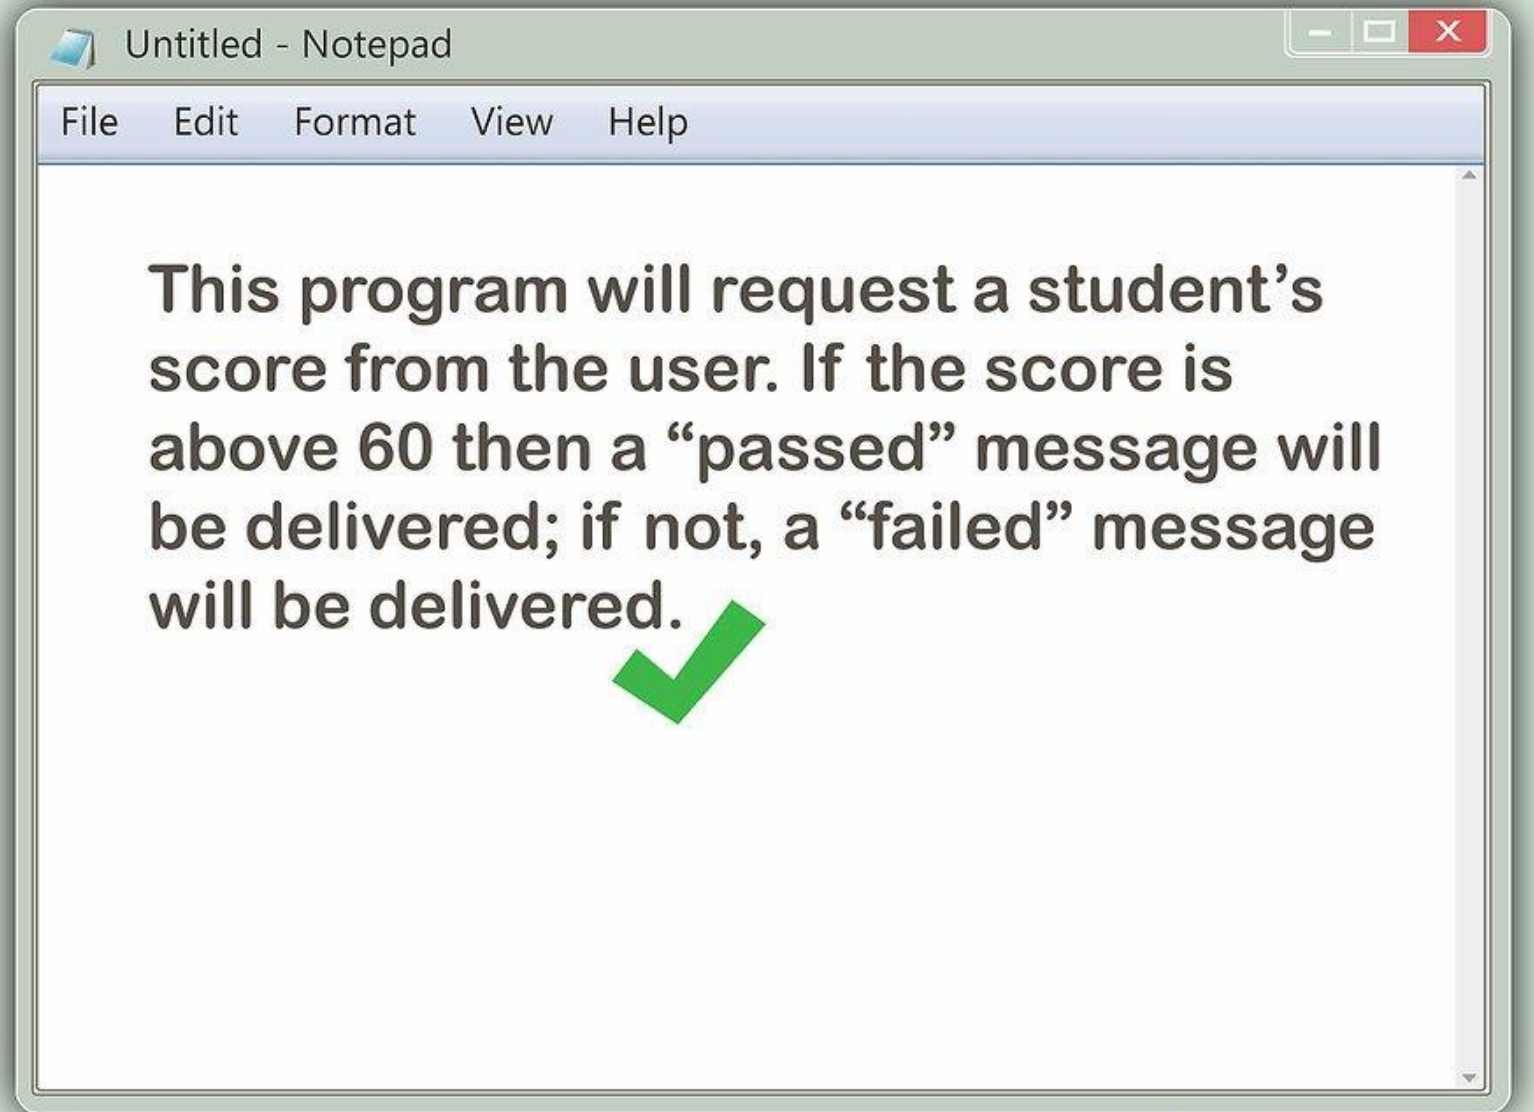 Untitled - Notepad
File Edit Format View Help
This program will request a student’s
score from the user. If the score is
above 60 then a “passed” message will
be delivered; if not, a “failed” message
will be delivered.